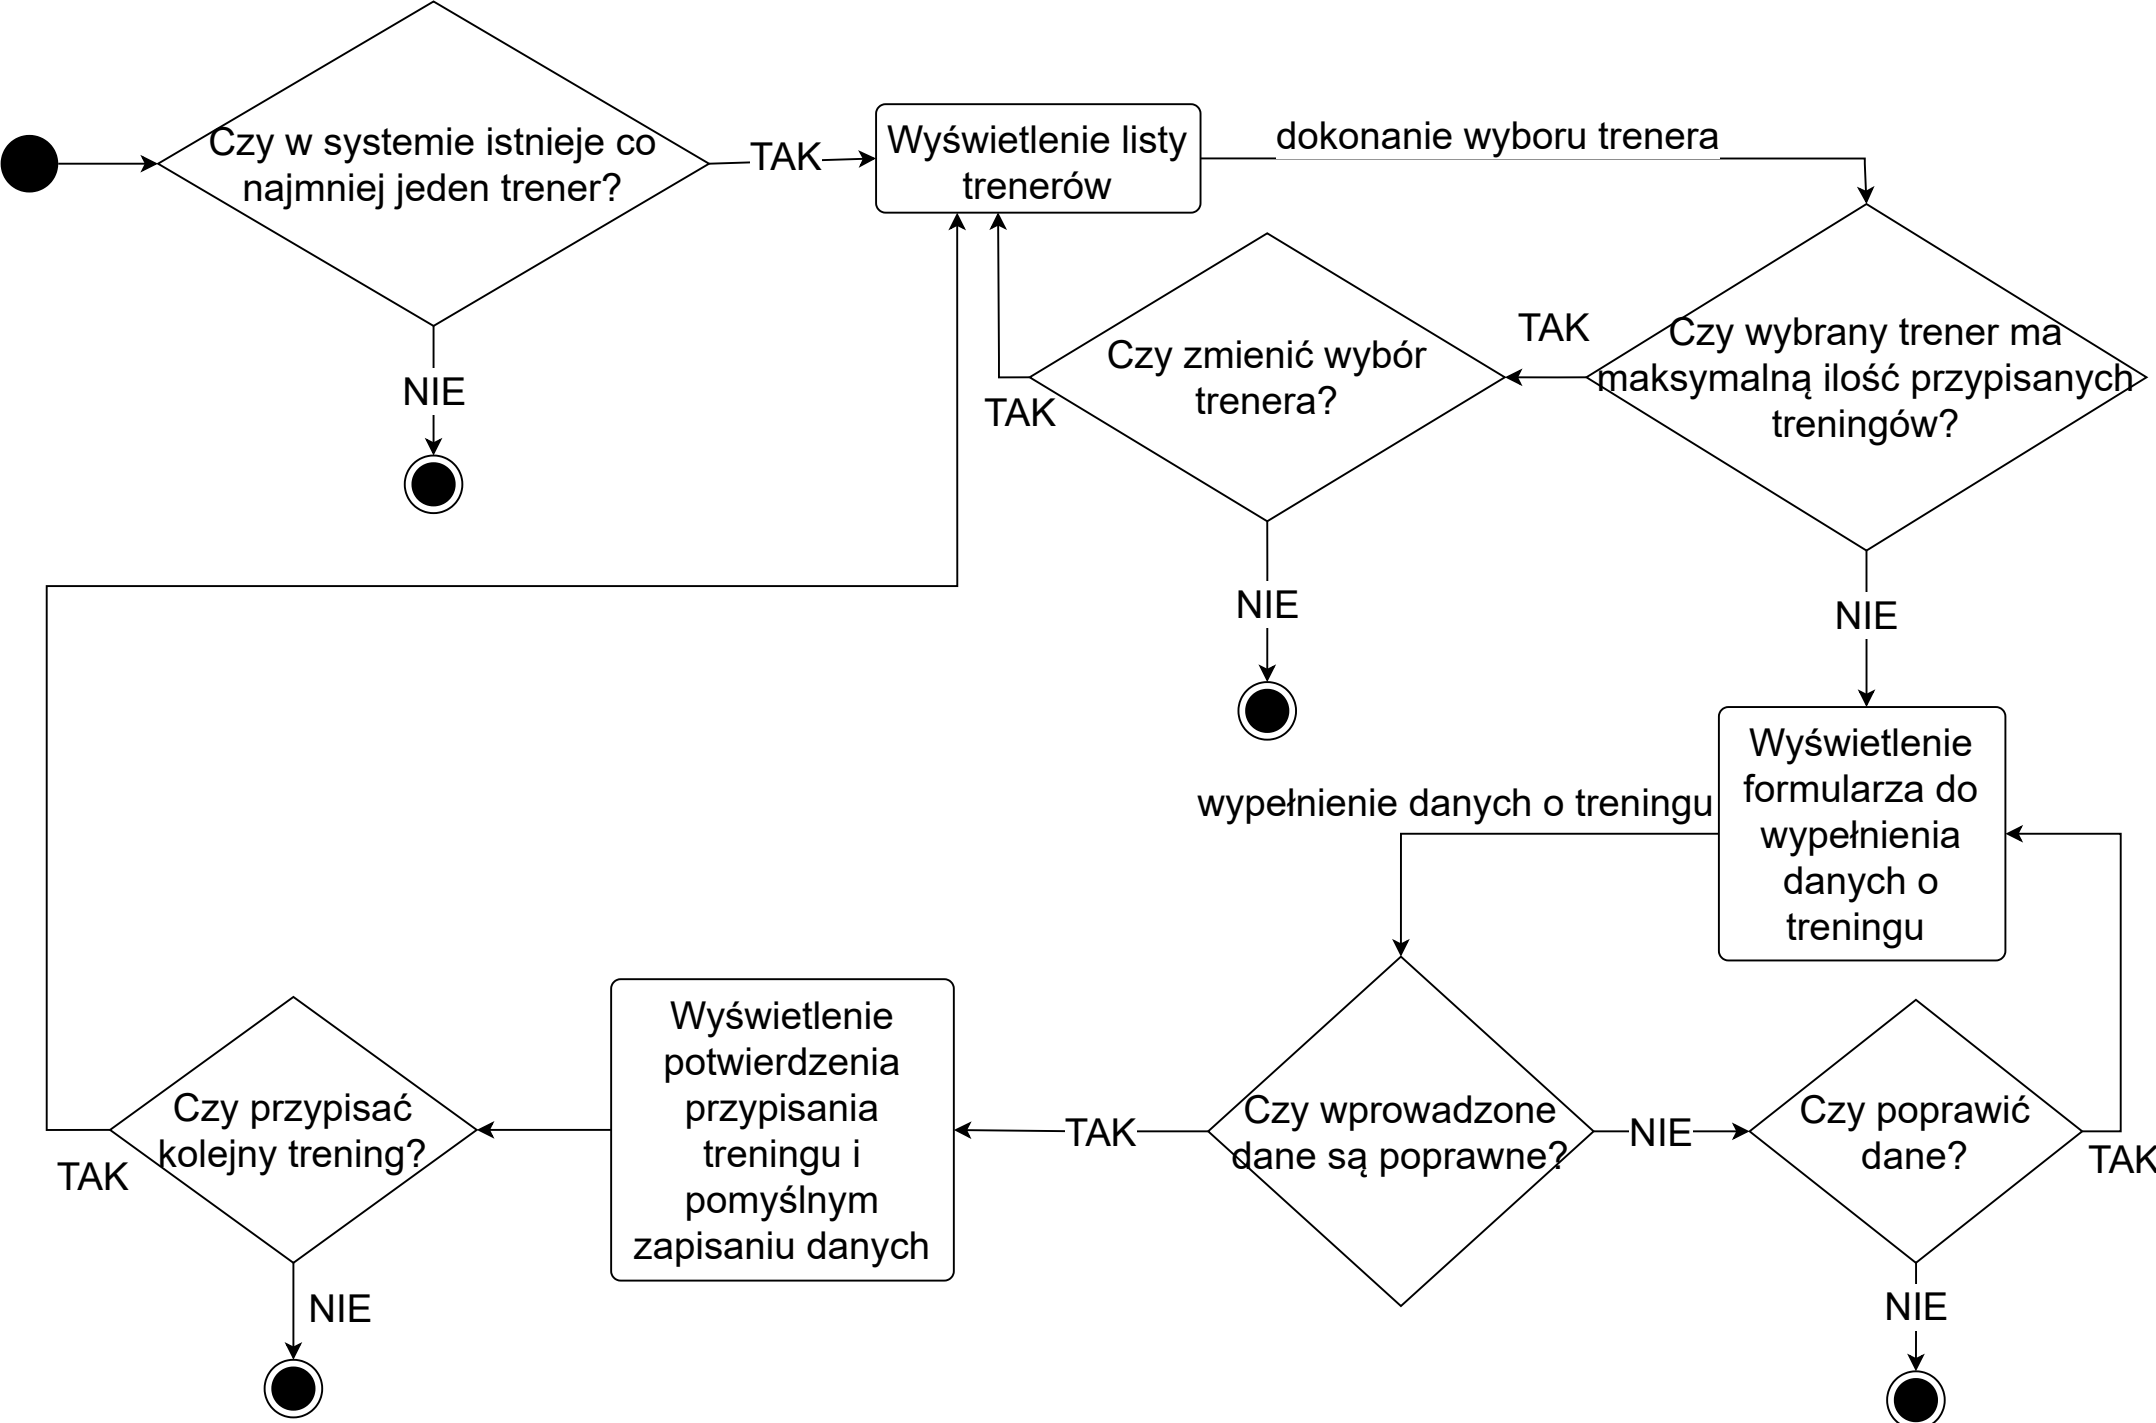 Czy w systemie istnieje co
najmniej jeden trener?
TAK
Wyświetlenie listy
trenerów
dokonanie wyboru trenera
NIE
Czy zmienić wybór
trenera?
TAK
TAK
Czy wybrany trener ma
maksymalną ilość przypisanych
treningów?
NIE
NIE
Wyświetlenie
formularza do
wypełnienia
danych o
treningu
wypełnienie danych o treningu
Czy przypisać
kolejny trening?
TAK
NIE
Wyświetlenie
potwierdzenia
przypisania
treningu i
pomyślnym
zapisaniu danych
TAK
Czy wprowadzone
dane są poprawne?
NIE
Czy poprawić
dane?
TAK
NIE